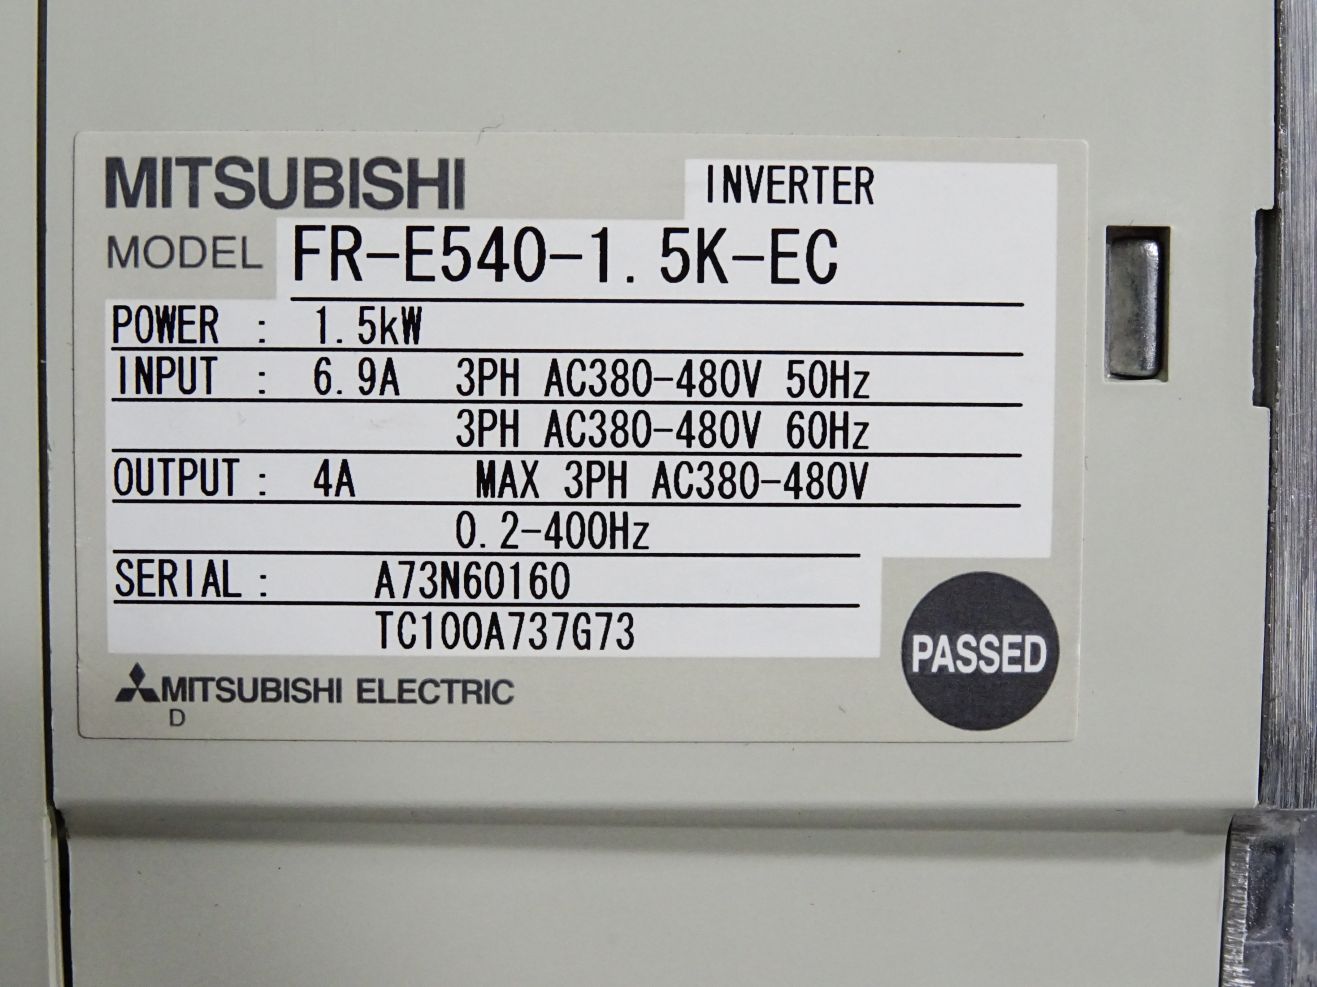 MITSUBISHI INVERTER
MODEL FR-E540-1.5K-EC
POWER : 1.5kW
INPUT : 6.9A 3PH AC380-480V 50Hz
3PH AC380-480V 60Hz
OUTPUT : 4A MAX 3PH AC380-480V
0.2-400Hz
SERIAL : A73N60160
TC100A737G73
PASSED
MITSUBISHI ELECTRIC
D